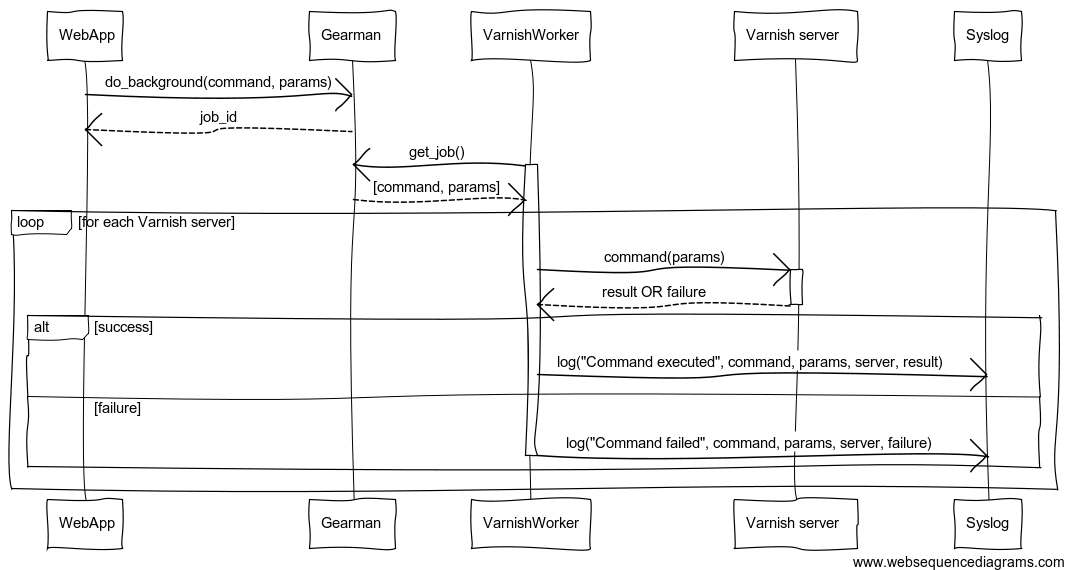 WebApp
Gearman
VarnishWorker
Varnish server
Syslog
do_background(command, params)
job_id
get_job()
[command, params]
loop
[for each Varnish server]
command(params)
result OR failure
alt
[success]
log("Command executed", command, params, server, result)
[failure]
log("Command failed", command, params, server, failure)
WebApp
Gearman
VarnishWorker
Varnish server
Syslog
www.websequencediagrams.com